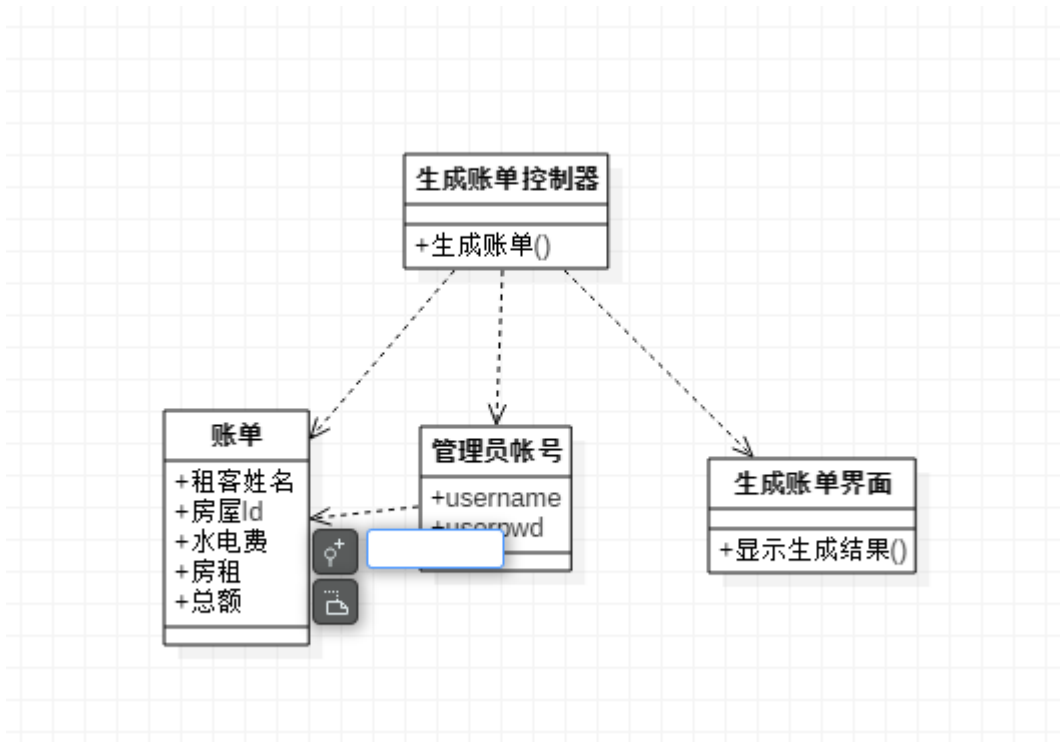 生成账单控制器
+生成账单()
账单
+租客姓名
+房屋Id
+水电费
+房租
+总额
管理员帐号
+username
+userpwd
生成账单界面
+显示生成结果()